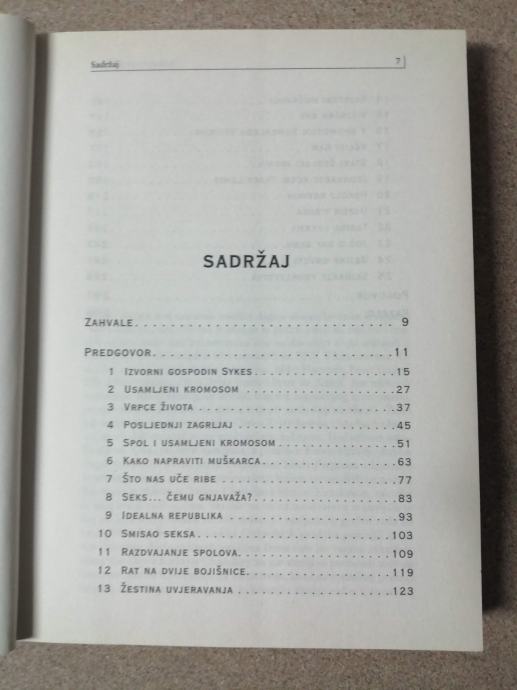 Sadržaj 7
SADRŽAJ
ZAHVALE. . . . . . . . . . . . . . . . . . . . . . . . . . . . . 9
PREDGOVOR. . . . . . . . . . . . . . . . . . . . . . . . . . .11
1 IZVORNI GOSPODIN SYKES. . . . . . . . . . . . . . . . 15
2 USAMLJENI KROMOSOM . . . . . . . . . . . . . . . . . 27
3 VRPCE ŽIVOTA . . . . . . . . . . . . . . . . . . . . . . 37
4 POSLJEDNJI ZAGRLJAJ . . . . . . . . . . . . . . . . . . 45
5 SPOL I USAMLJENI KROMOSOM . . . . . . . . . . . . . 51
6 KAKO NAPRAVITI MUŠKARCA. . . . . . . . . . . . . . . 63
7 ŠTO NAS UČE RIBE . . . . . . . . . . . . . . . . . . . . 77
8 SEKS... ČEMU GNJAVAŽA?. . . . . . . . . . . . . . . . 83
9 IDEALNA REPUBLIKA . . . . . . . . . . . . . . . . . . . 93
10 SMISAO SEKSA . . . . . . . . . . . . . . . . . . . . . 103
11 RAZDVAJANJE SPOLOVA. . . . . . . . . . . . . . . . . 109
12 RAT NA DVIJE BOJIŠNICE. . . . . . . . . . . . . . . . 119
13 ŽESTINA UVJERAVANJA . . . . . . . . . . . . . . . . . 123